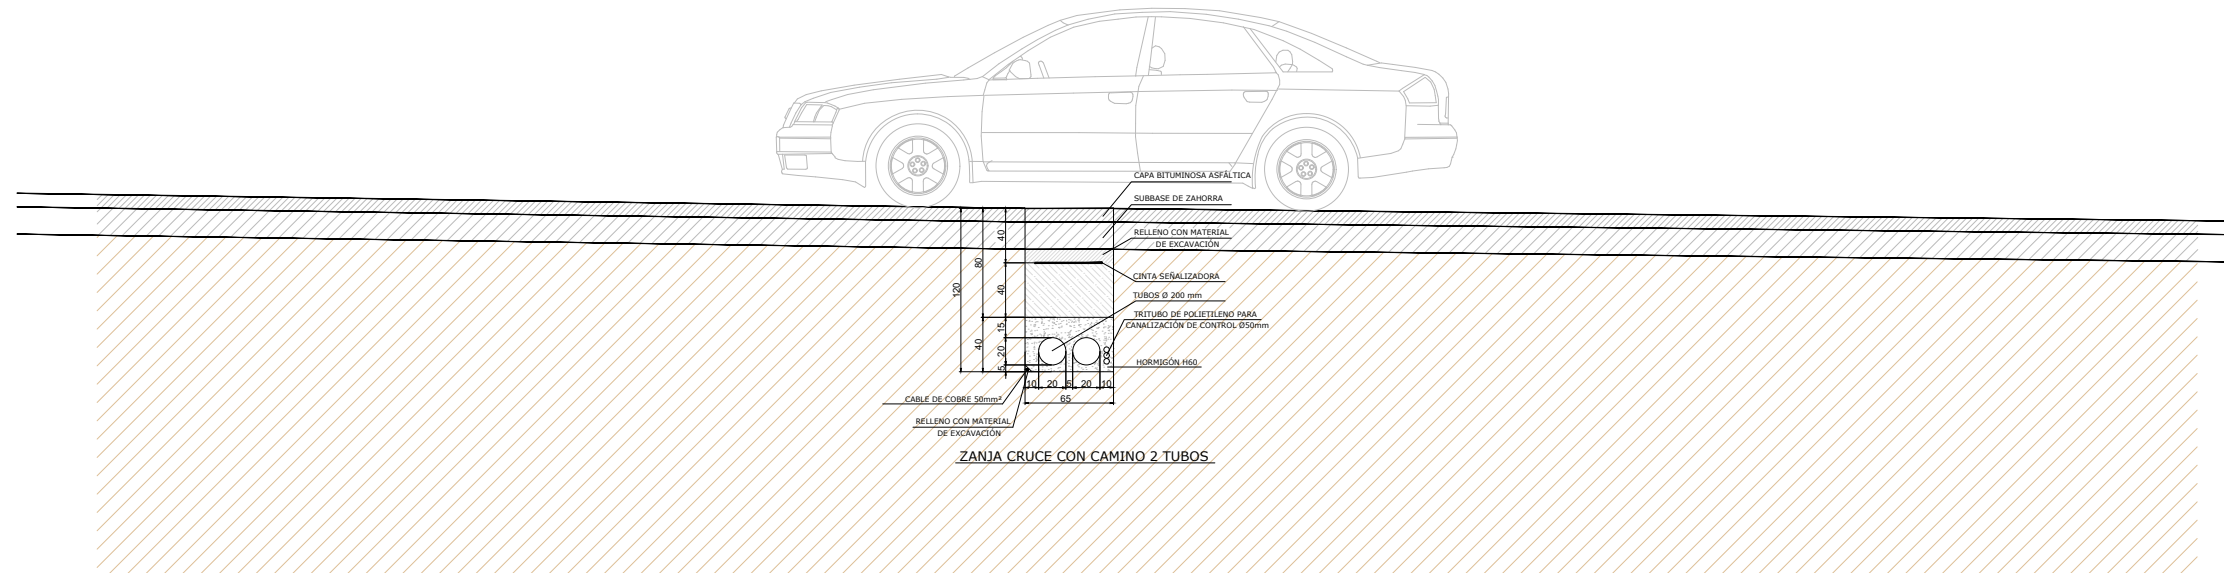 CAPA BITUMINOSA ASFÁLTICA
SUBBASE DE ZAHORRA
RELLENO CON MATERIAL
DE EXCAVACIÓN
CINTA SEÑALIZADORA
TUBOS Ø 200 mm
TRITUBO DE POLIETILENO PARA
CANALIZACIÓN DE CONTROL Ø50mm
HORMIGÓN H60
40
80
120
40
15
40
20
5
10 20 5 20 10
65
CABLE DE COBRE 50mm²
RELLENO CON MATERIAL
DE EXCAVACIÓN
ZANJA CRUCE CON CAMINO 2 TUBOS